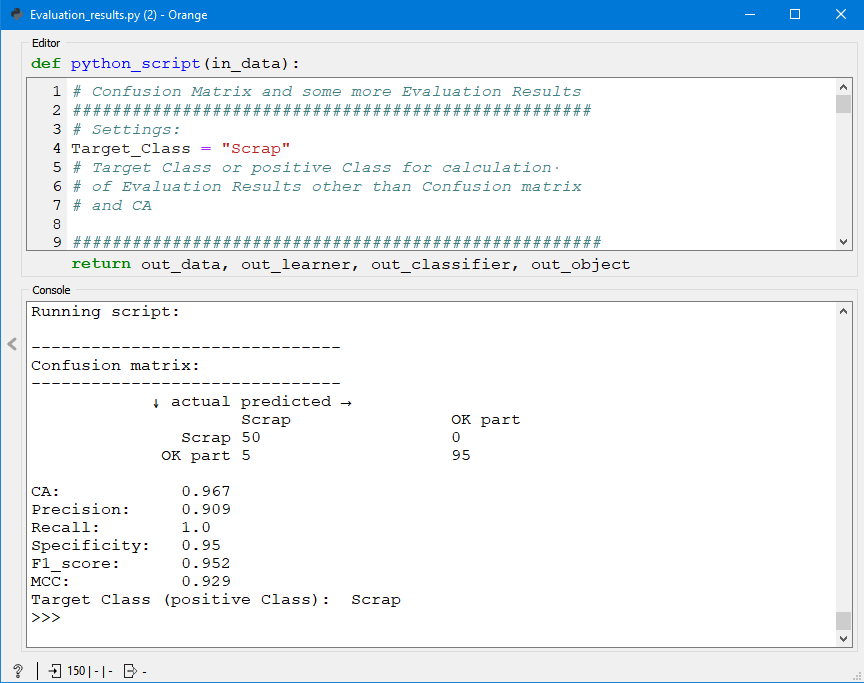 Evaluation_results.py (2) - Orange
Editor
def python_script(in_data):
1 # Confusion Matrix and some more Evaluation Results
2 ####################################################
3 # Settings:
4 Target_Class = "Scrap"
5 # Target Class or positive Class for calculation·
6 # of Evaluation Results other than Confusion matrix
7 # and CA
8
9 #####################################################
return out_data, out_learner, out_classifier, out_object
Console
Running script:
-------------------------------
Confusion matrix:
-------------------------------
↓ actual predicted →
Scrap OK part
Scrap 50 0
OK part 5 95
CA: 0.967
Precision: 0.909
Recall: 1.0
Specificity: 0.95
F1_score: 0.952
MCC: 0.929
Target Class (positive Class): Scrap
>>>
? | 150|-|- -